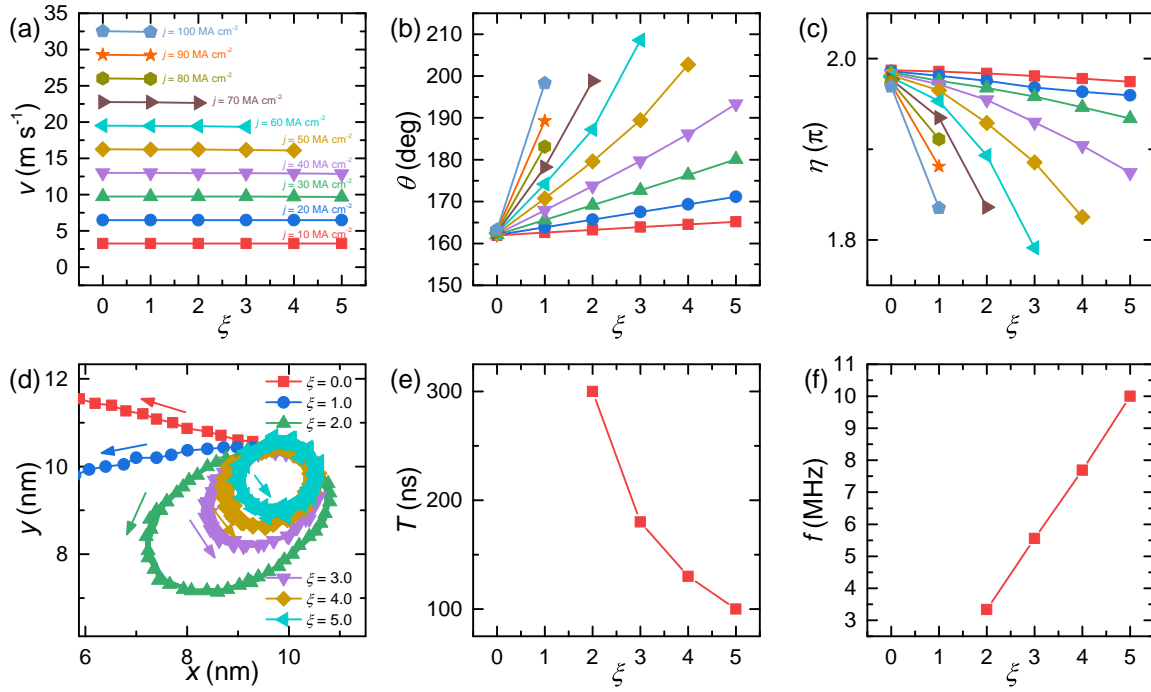 (a)
35
30
25
20
15
10
5
0
v (m s⁻¹)
j = 100 MA cm⁻²
j = 90 MA cm⁻²
j = 80 MA cm⁻²
j = 70 MA cm⁻²
j = 60 MA cm⁻²
j = 50 MA cm⁻²
j = 40 MA cm⁻²
j = 30 MA cm⁻²
j = 20 MA cm⁻²
j = 10 MA cm⁻²
0 1 2 3 4 5
ξ
(b)
210
200
190
180
170
160
150
θ (deg)
0 1 2 3 4 5
ξ
(c)
2.0
1.8
η (π)
0 1 2 3 4 5
ξ
(d)
12
10
8
y (nm)
ξ = 0.0
ξ = 1.0
ξ = 2.0
ξ = 3.0
ξ = 4.0
ξ = 5.0
6 8 10
x (nm)
(e)
300
200
100
T (ns)
0 1 2 3 4 5
ξ
(f)
11
10
9
8
7
6
5
4
3
f (MHz)
0 1 2 3 4 5
ξ